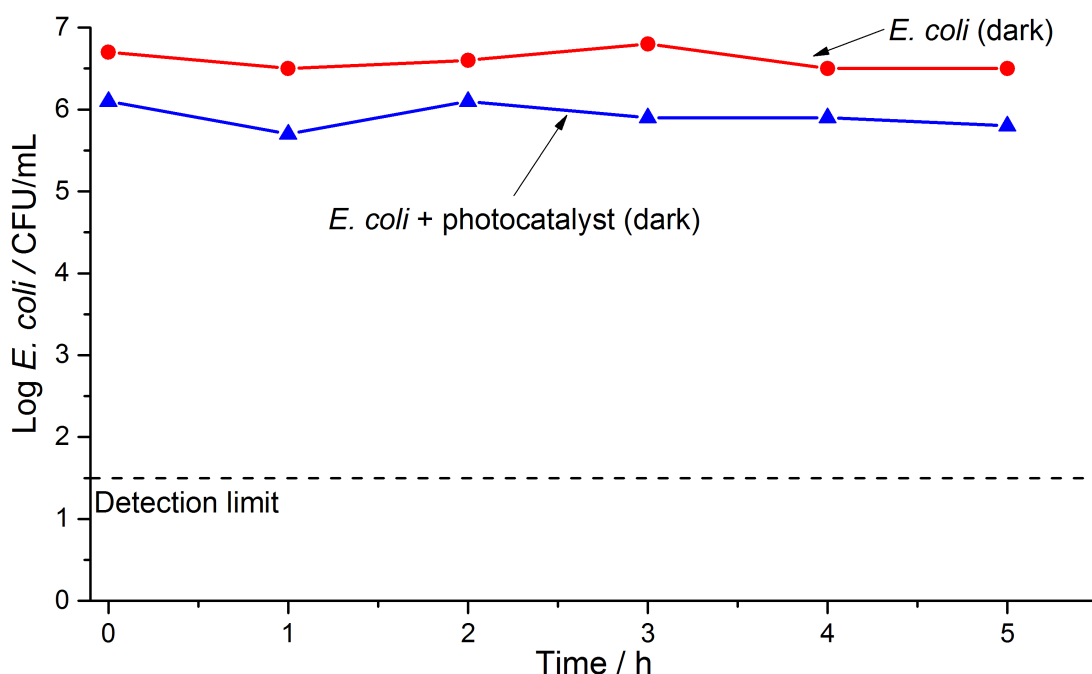 7
6
5
4
3
2
1
0
Log E. coli / CFU/mL
E. coli (dark)
E. coli + photocatalyst (dark)
Detection limit
0 1 2 3 4 5
Time / h